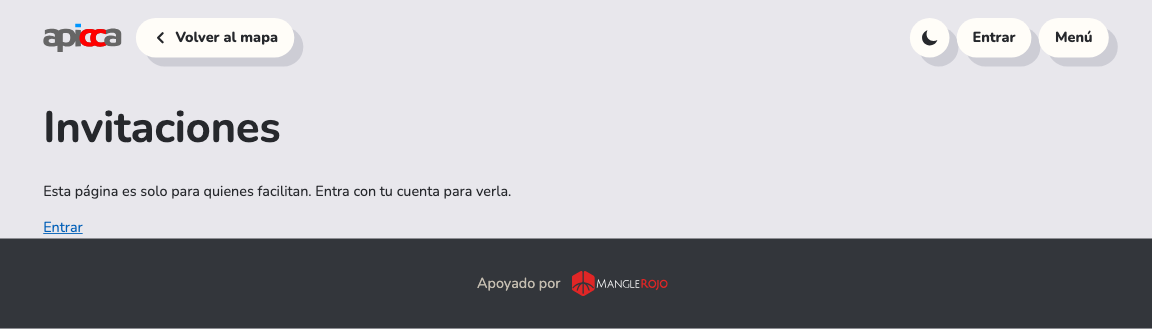 apicca
Volver al mapa
Entrar
Menú
Invitaciones
Esta página es solo para quienes facilitan. Entra con tu cuenta para verla.
Entrar
Apoyado por
MANGLEROJO